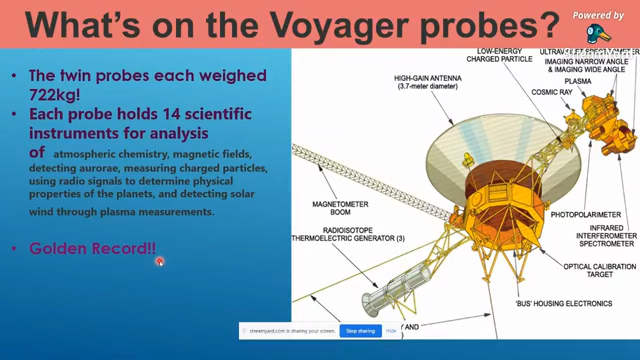 What's on the Voyager probes?
Powered by
• The twin probes each weighed
722kg!
• Each probe holds 14 scientific
instruments for analysis
of atmospheric chemistry, magnetic fields,
detecting aurorae, measuring charged particles,
using radio signals to determine physical
properties of the planets, and detecting solar
wind through plasma measurements.
• Golden Record!!
LOW-ENERGY
CHARGED PARTICLE
HIGH-GAIN ANTENNA
(3.7-meter diameter)
IMAGING NARROW ANGLE
& IMAGING WIDE ANGLE
PLASMA
COSMIC RAY
MAGNETOMETER
BOOM
RADIOISOTOPE
THERMOELECTRIC GENERATOR (3)
PHOTOPOLARIMETER
INFRARED
INTERFEROMETER
SPECTROMETER
OPTICAL CALIBRATION
TARGET
'BUS' HOUSING ELECTRONICS
AND
streamyard.com is sharing your screen.
Stop sharing
Hide